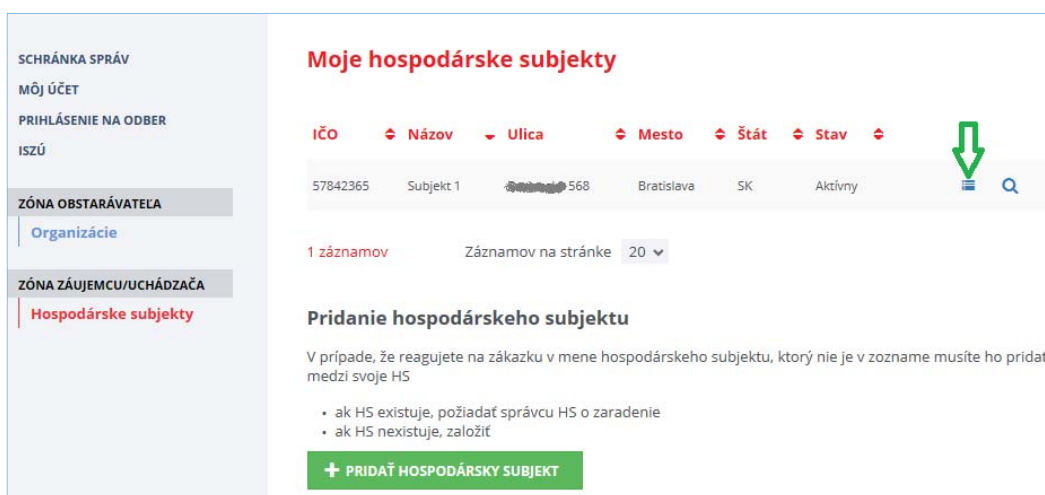 SCHRÁNKA SPRÁV
MÔJ ÚČET
PRIHLÁSENIE NA ODBER
ISZÚ
ZÓNA OBSTARÁVATEĽA
Organizácie
ZÓNA ZÁUJEMCU/UCHÁDZAČA
Hospodárske subjekty
Moje hospodárske subjekty
IČO Názov Ulica Mesto Štát Stav
57842365 Subjekt 1 568 Bratislava SK Aktívny
1 záznamov Záznamov na stránke 20
Pridanie hospodárskeho subjektu
V prípade, že reagujete na zákazku v mene hospodárskeho subjektu, ktorý nie je v zozname musíte ho pridať
medzi svoje HS
• ak HS existuje, požiadať správcu HS o zaradenie
• ak HS nexistuje, založiť
PRIDAŤ HOSPODÁRSKY SUBJEKT